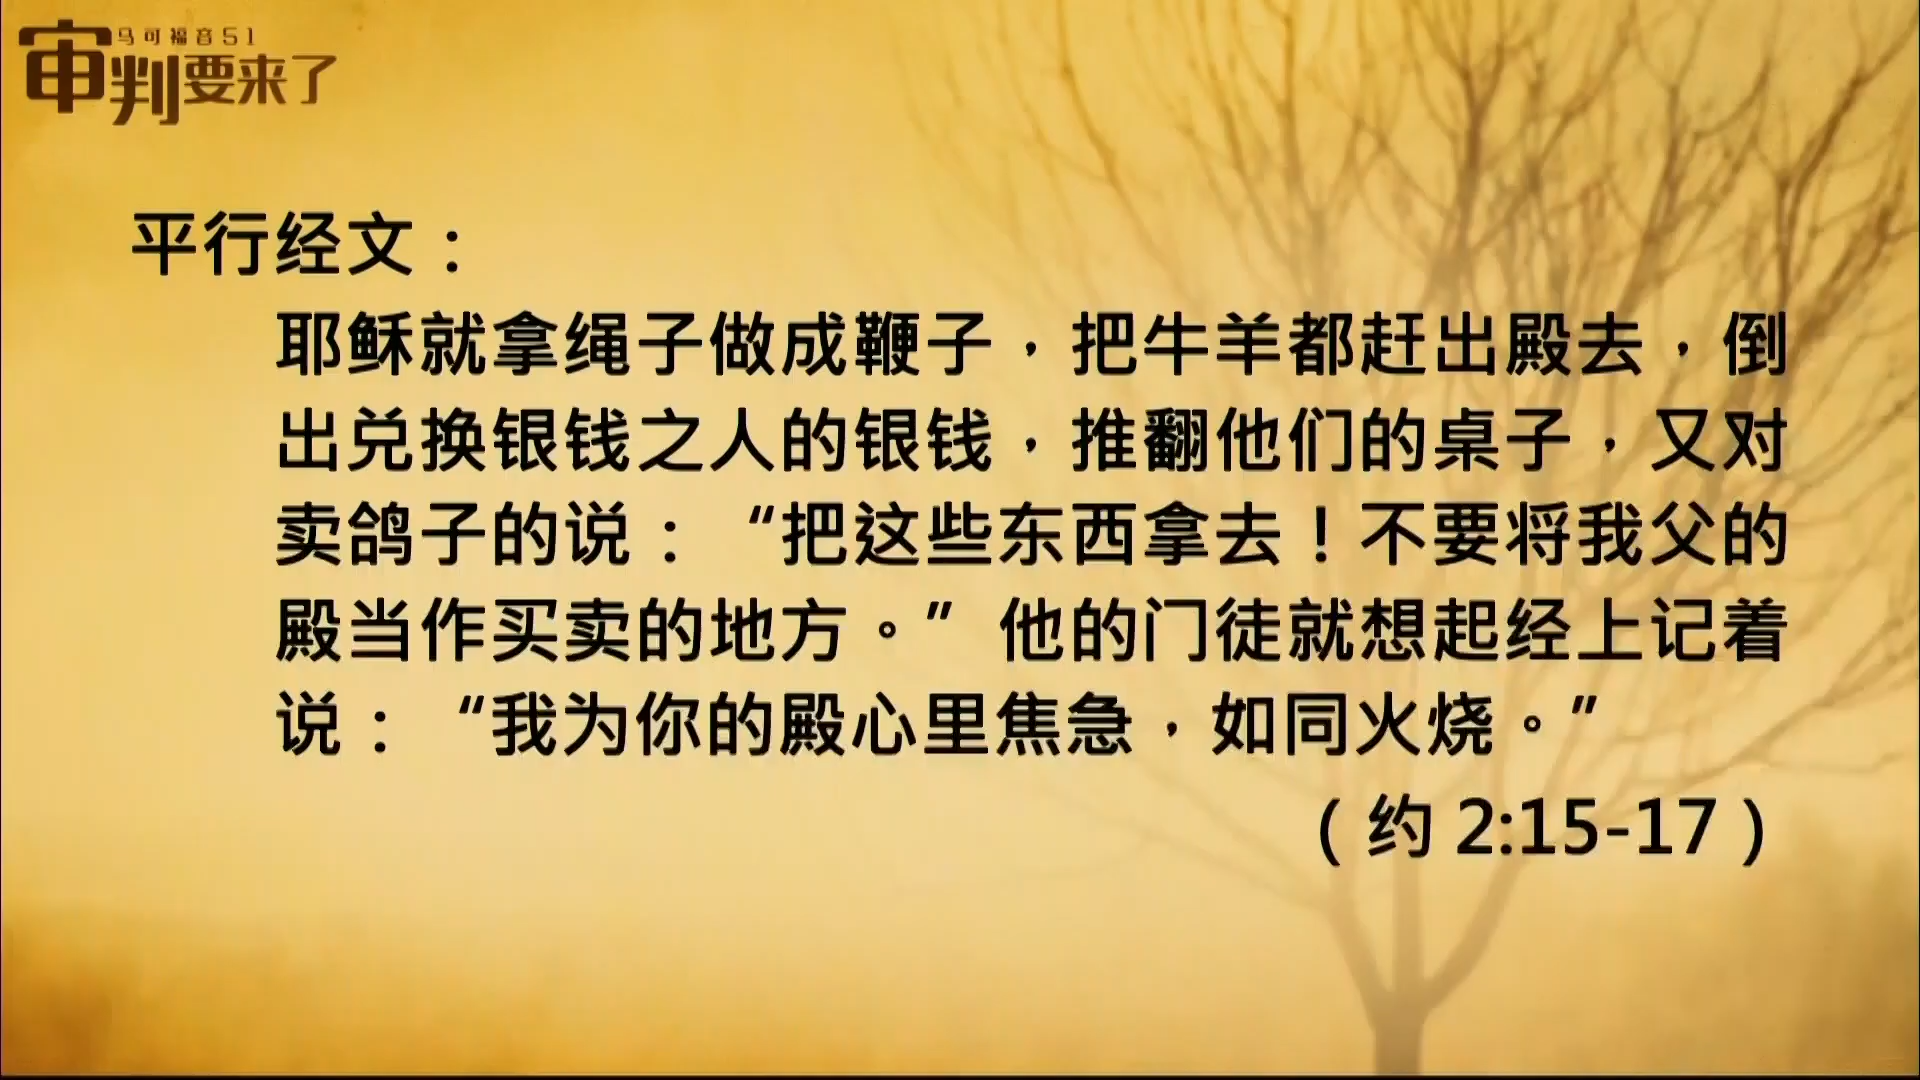 马可福音51
审判要来了
平行经文：
耶稣就拿绳子做成鞭子，把牛羊都赶出殿去，倒
出兑换银钱之人的银钱，推翻他们的桌子，又对
卖鸽子的说：“把这些东西拿去！不要将我父的
殿当作买卖的地方。”他的门徒就想起经上记着
说：“我为你的殿心里焦急，如同火烧。”
（约 2:15-17）